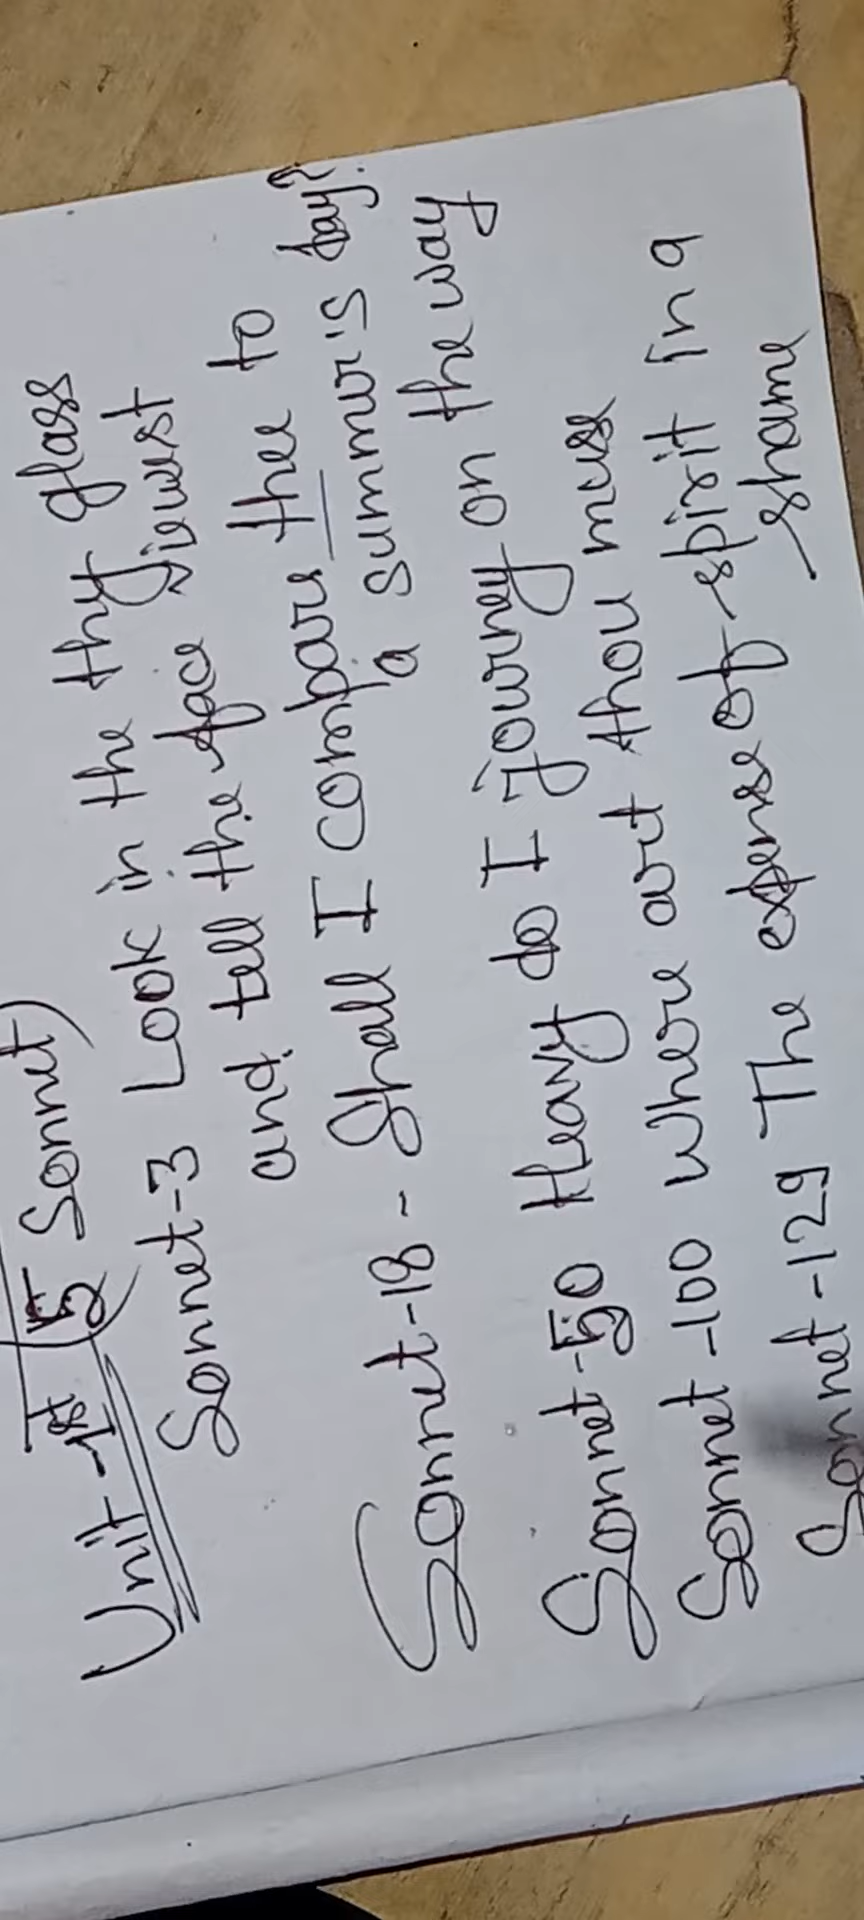 Unit-Ist (5 Sonnet)
Sonnet-3 Look in the thy glass
and tell the face viewest
Sonnet-18- Shall I compare thee to
a summer's day?
Sonnet-50 Heavy do I journey on the way
Sonnet-100 where art thou muse
Sonnet-129 The expense of spirit in a
shame